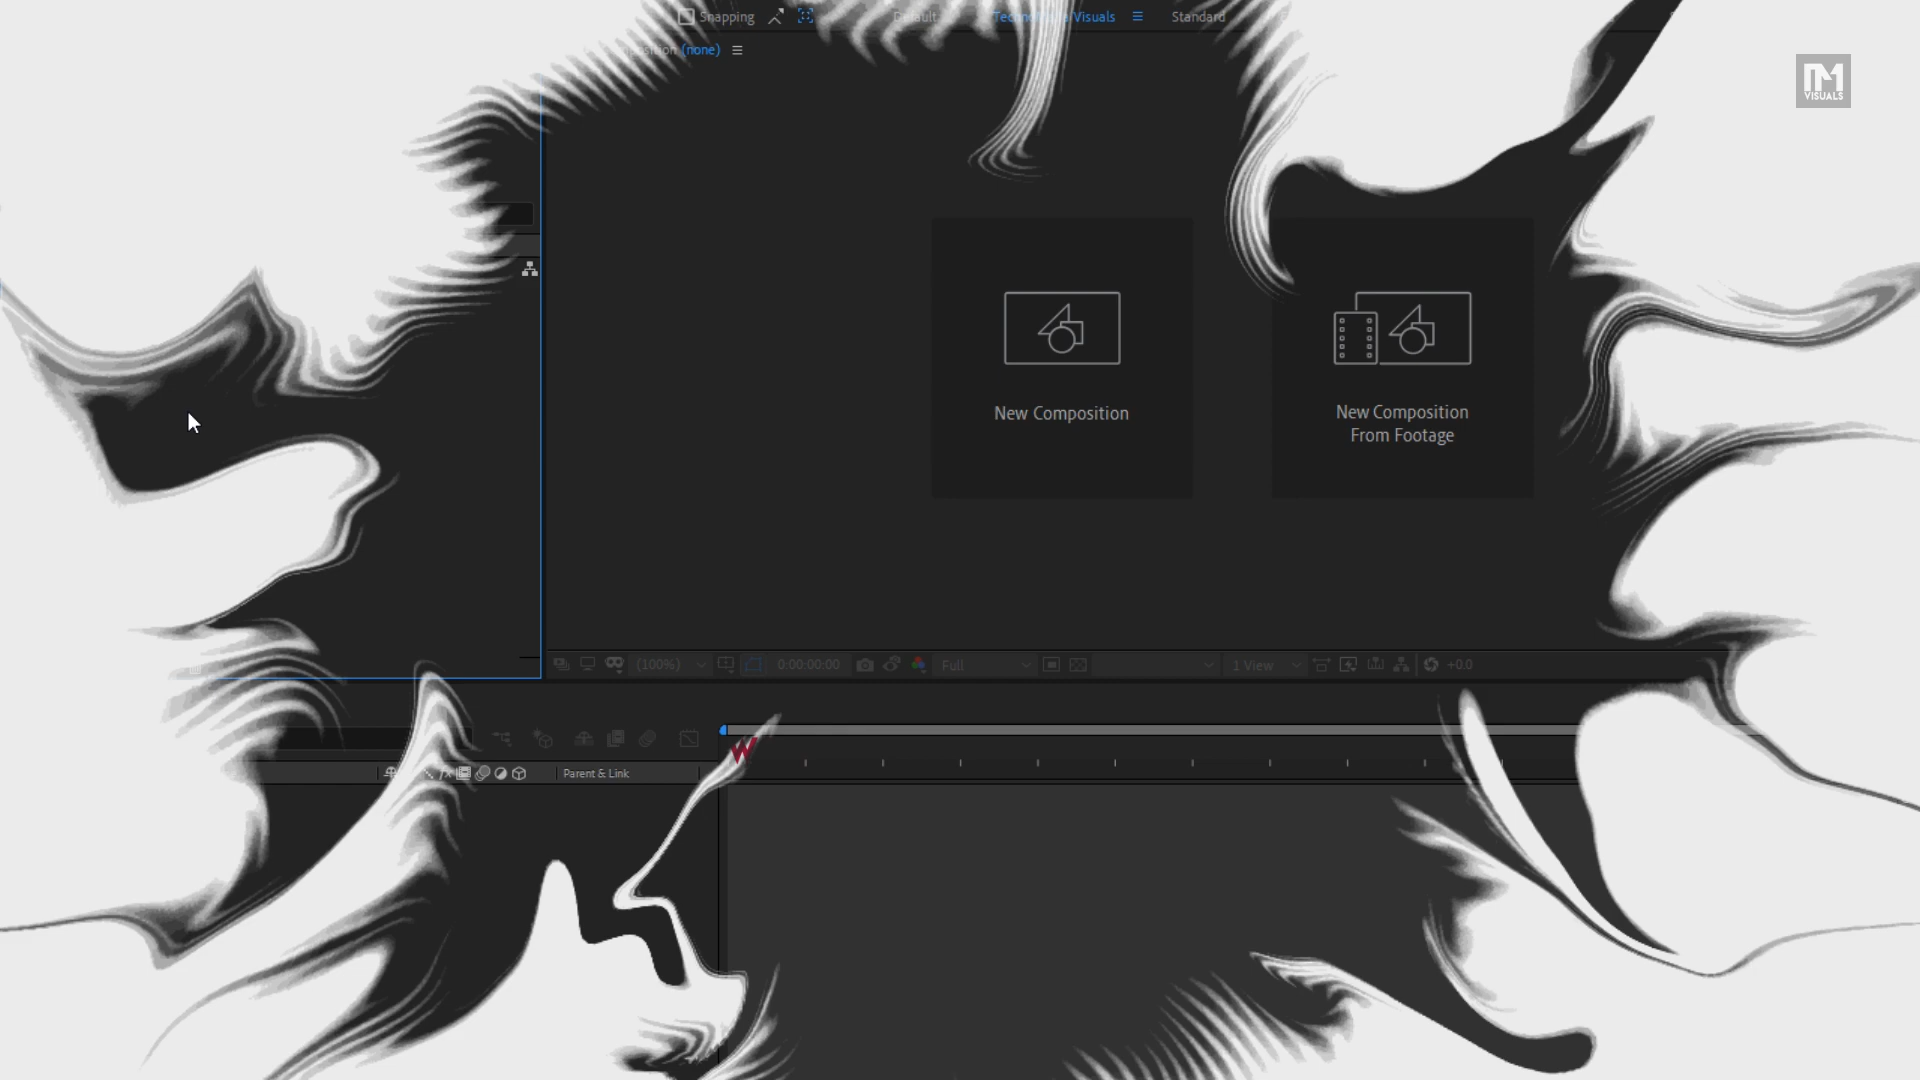 Snapping
Default
Visuals
Standard
(none)
VISUALS
New Composition
New Composition
From Footage
(100%)
0:00:00:00
Full
1 View
+0.0
Parent & Link